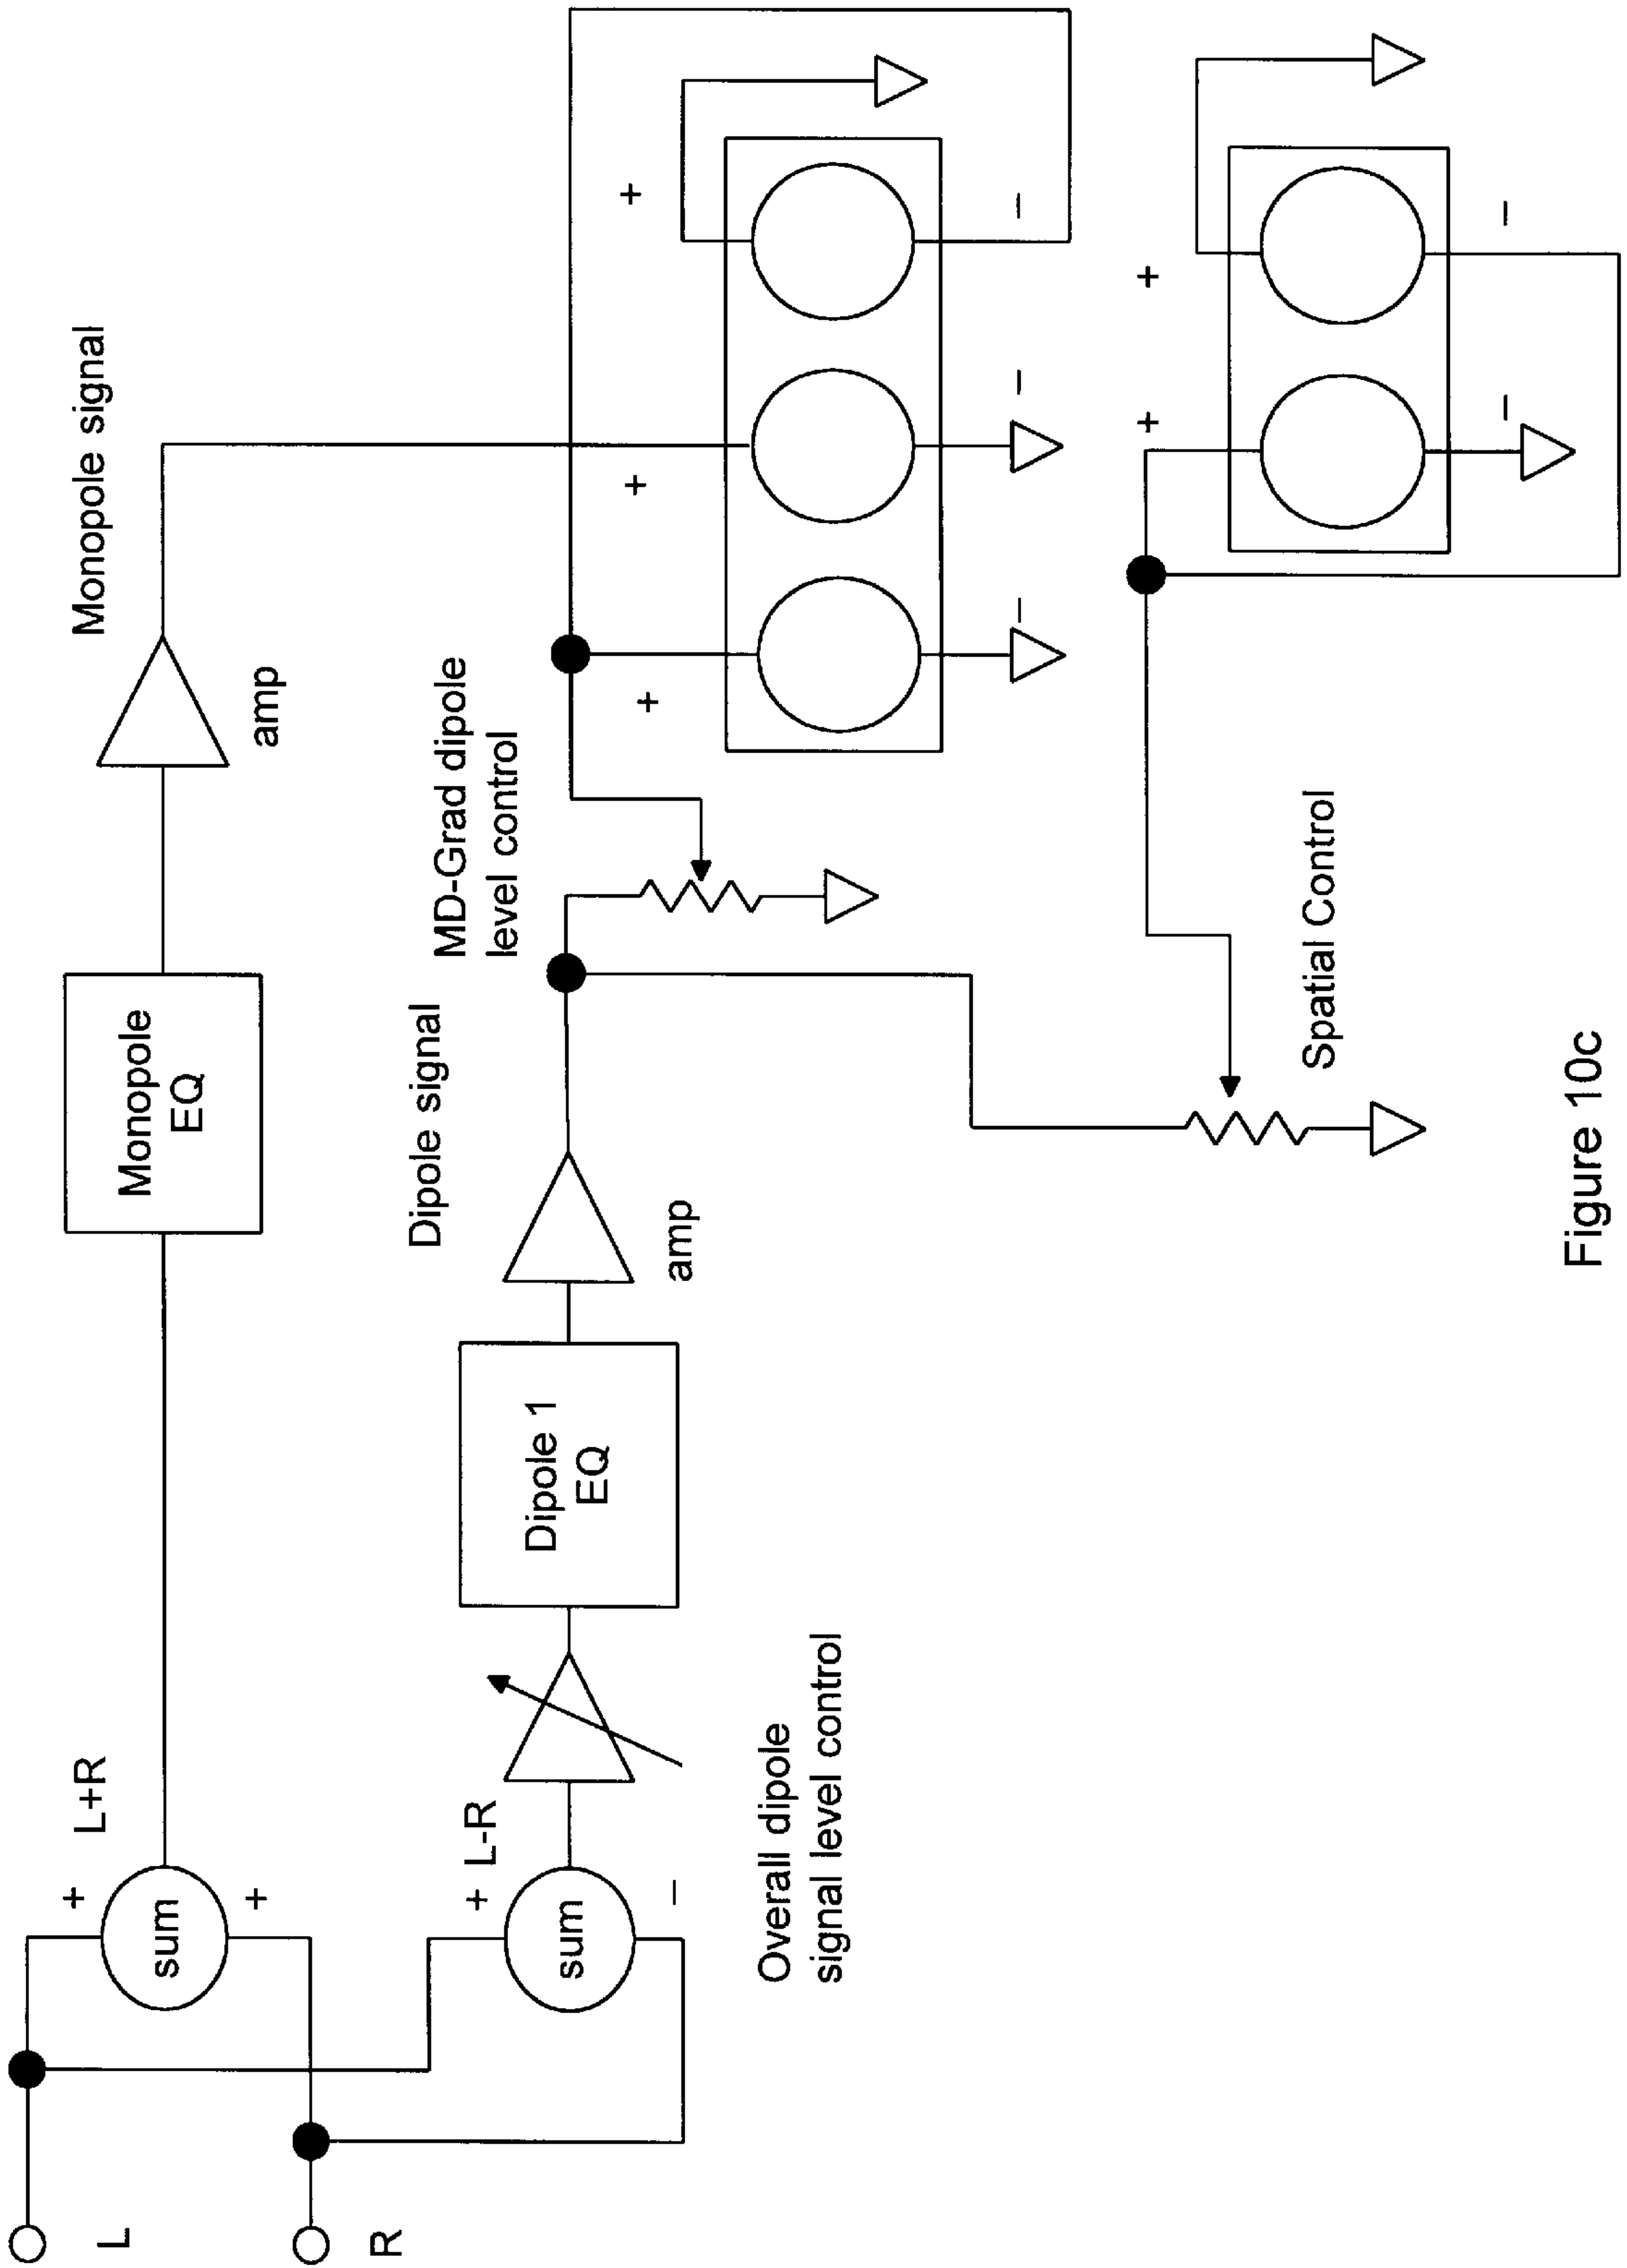 L
R
+
sum
+
L+R
Monopole
EQ
amp
Monopole signal
+
sum
–
L-R
Overall dipole
signal level control
Dipole 1
EQ
amp
Dipole signal
MD-Grad dipole
level control
+
+
+
–
–
–
Spatial Control
+
+
–
–
Figure 10c